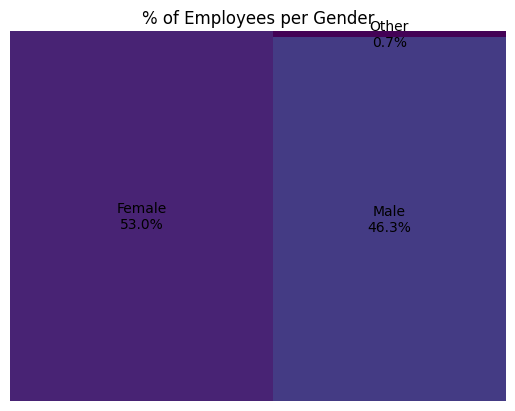 % of Employees per Gender
Other
0.7%
Female
53.0%
Male
46.3%